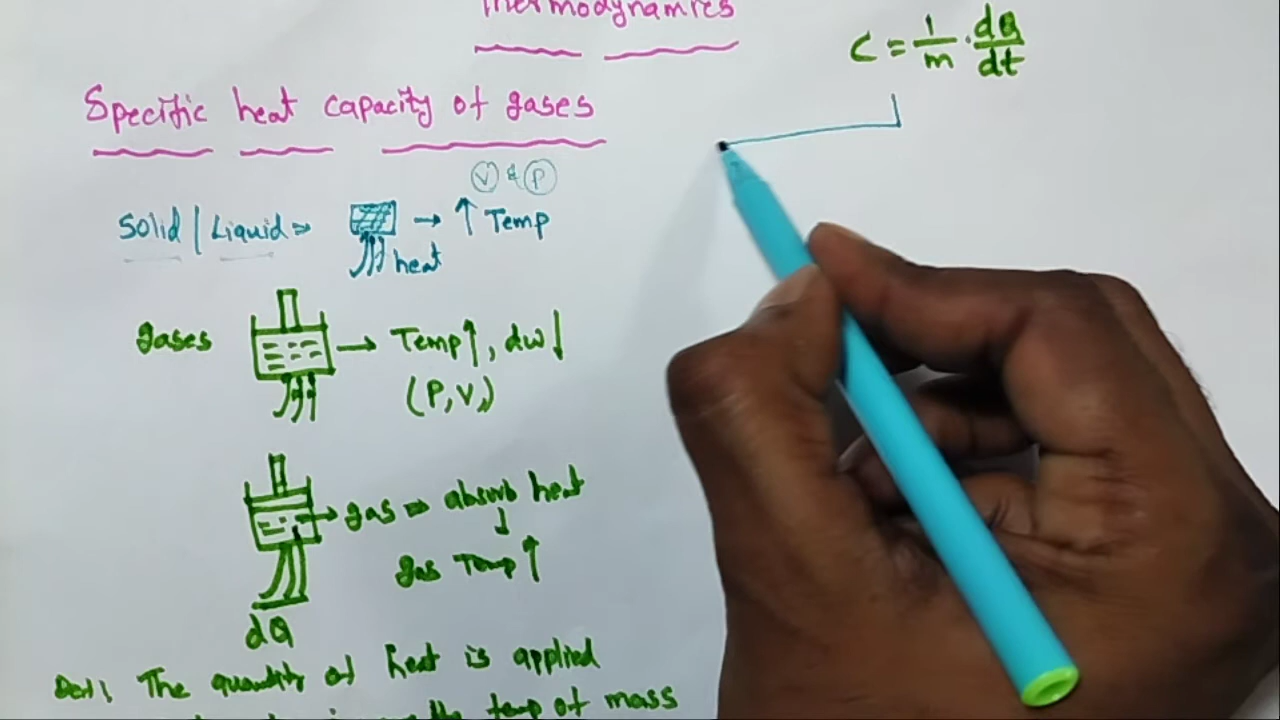 Thermodynamics
C = 1/m · dQ/dt
Specific heat capacity of gases
V & P
Solid | Liquid ⇒ → ↑ Temp
heat
gases → Temp↑, dw↓
(P, V)
gas ⇒ absorb heat
↓
gas Temp ↑
dQ
The quantity of heat is applied
the temp of mass